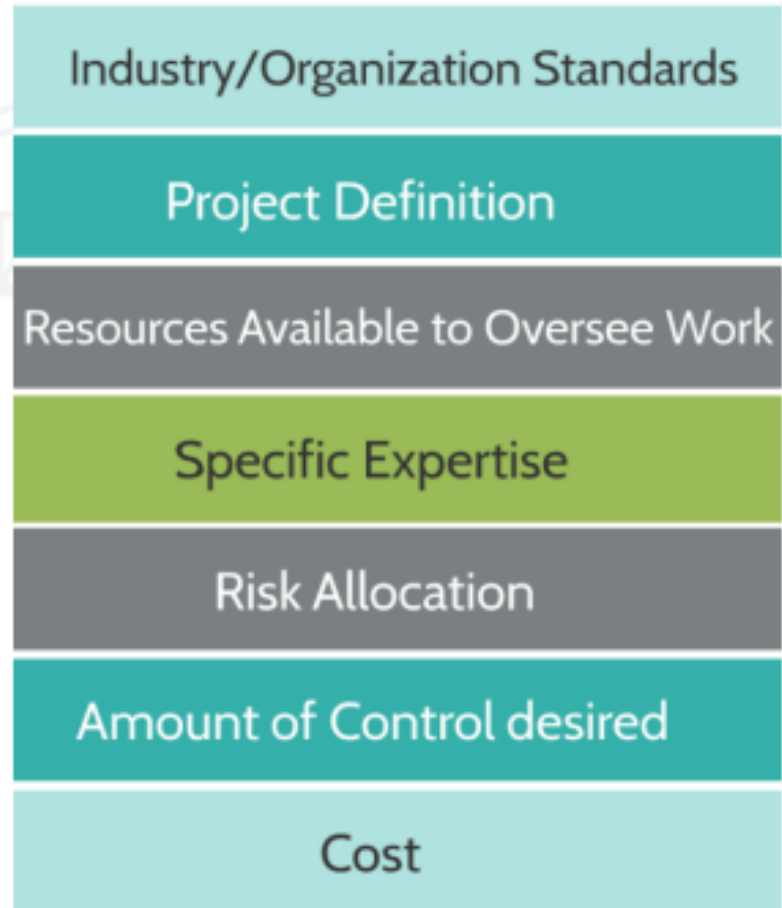 Industry/Organization Standards
Project Definition
Resources Available to Oversee Work
Specific Expertise
Risk Allocation
Amount of Control desired
Cost